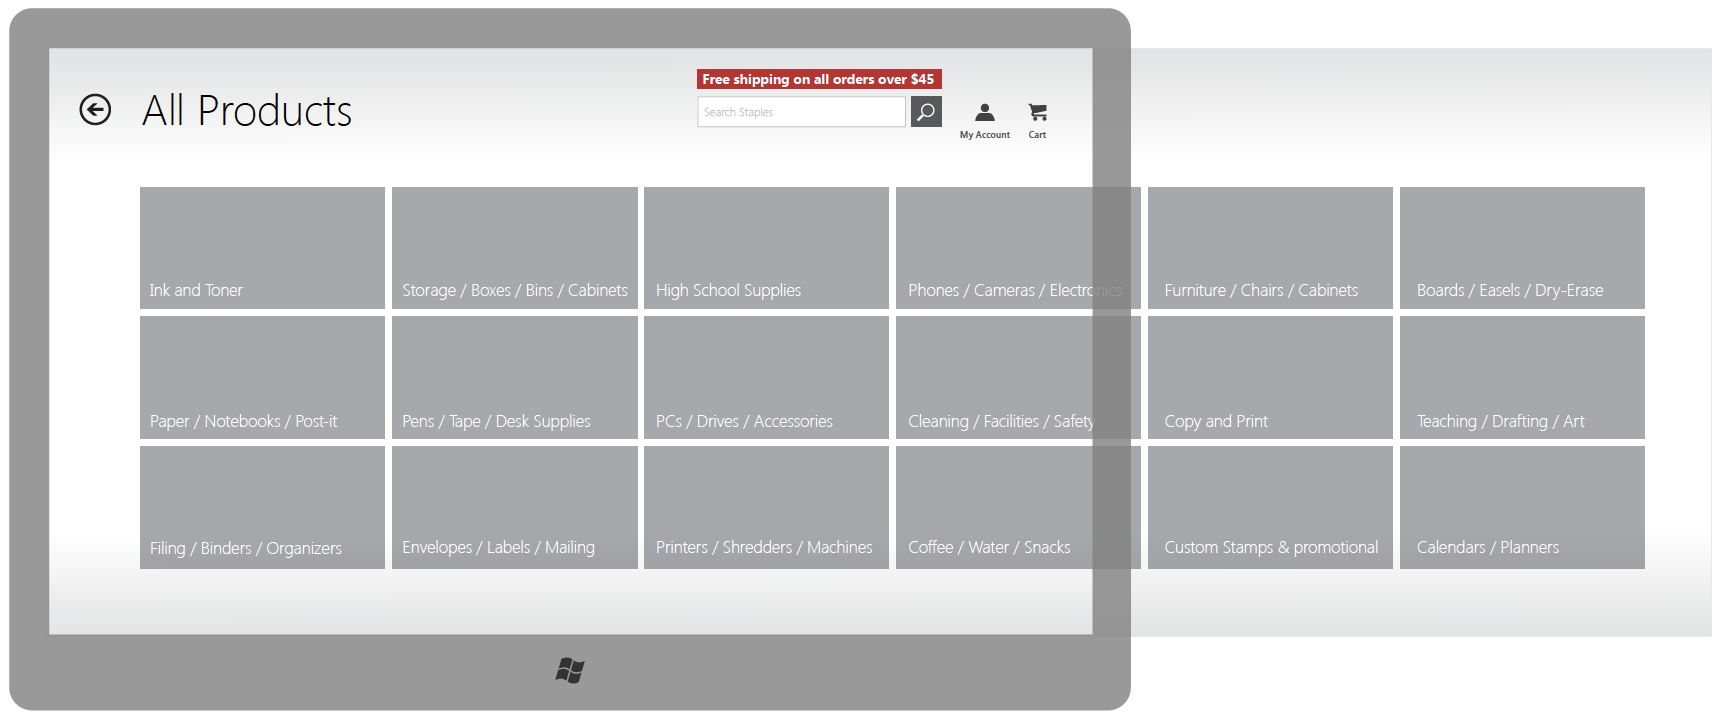 Free shipping on all orders over $45
All Products
Search Staples
My Account
Cart
Ink and Toner
Storage / Boxes / Bins / Cabinets
High School Supplies
Phones / Cameras / Electronics
Furniture / Chairs / Cabinets
Boards / Easels / Dry-Erase
Paper / Notebooks / Post-it
Pens / Tape / Desk Supplies
PCs / Drives / Accessories
Cleaning / Facilities / Safety
Copy and Print
Teaching / Drafting / Art
Filing / Binders / Organizers
Envelopes / Labels / Mailing
Printers / Shredders / Machines
Coffee / Water / Snacks
Custom Stamps & promotional
Calendars / Planners